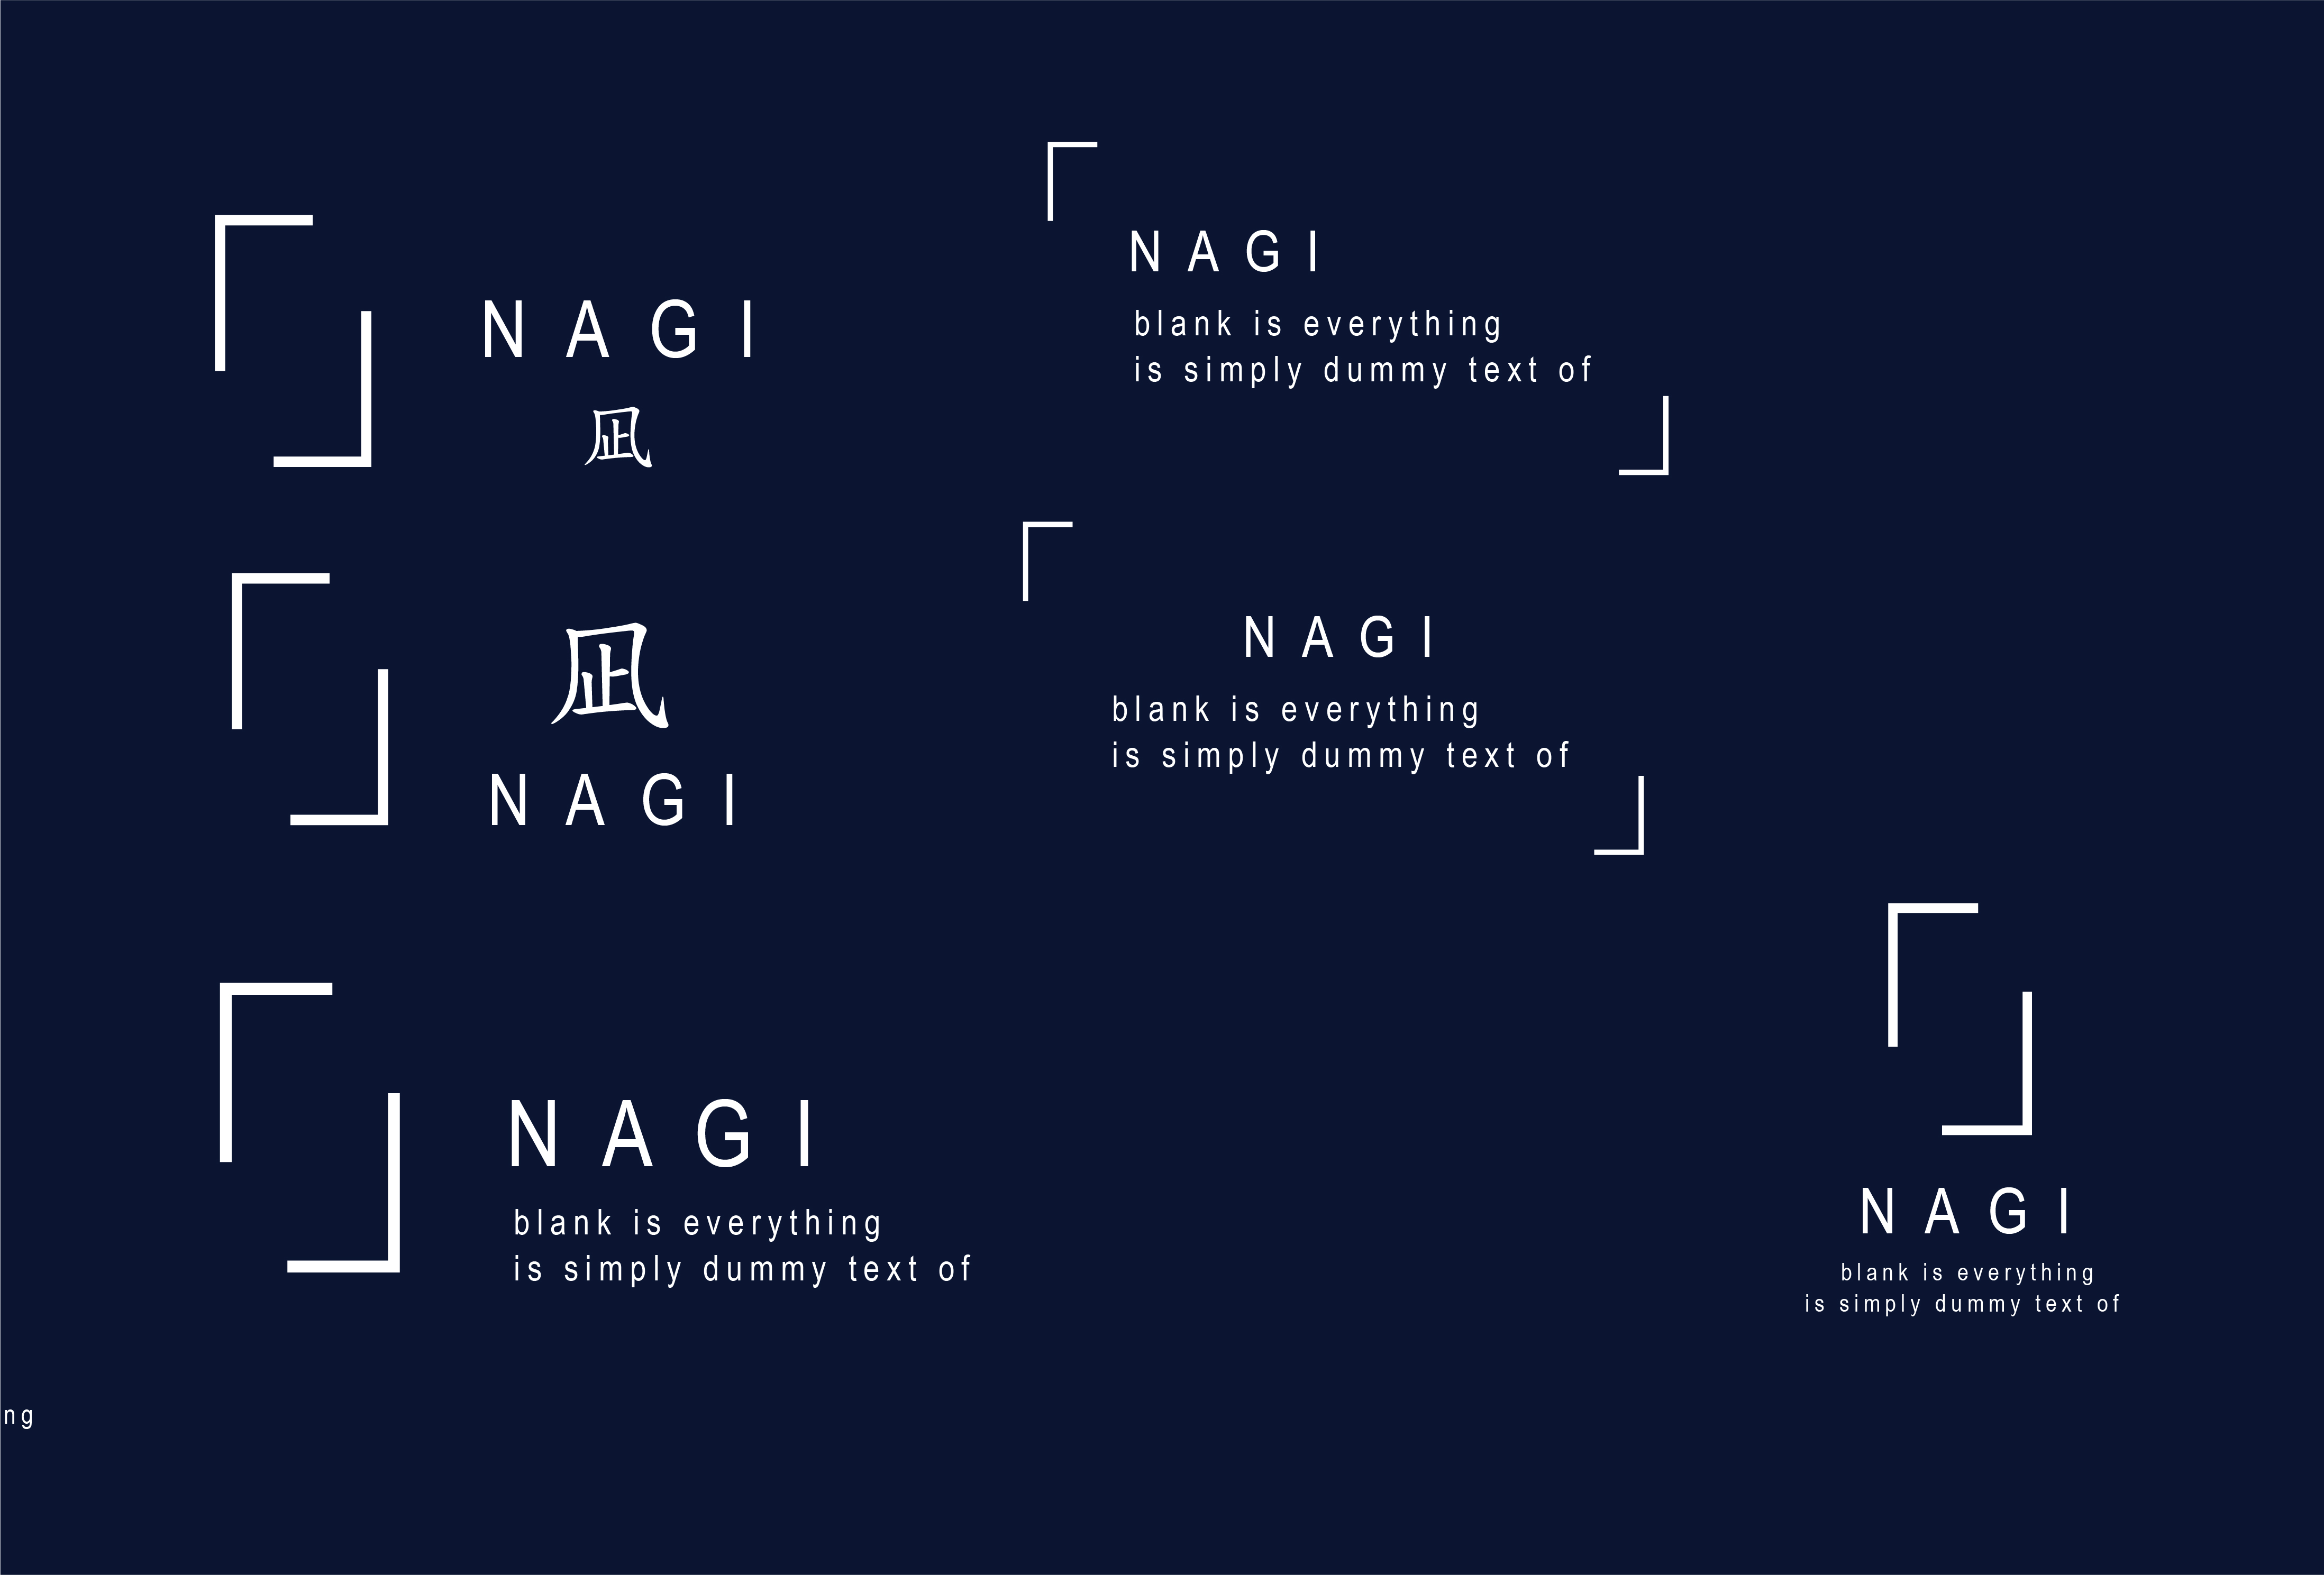 NAGI
凪
凪
NAGI
NAGI
blank is everything
is simply dummy text of
NAGI
blank is everything
is simply dummy text of
NAGI
blank is everything
is simply dummy text of
NAGI
blank is everything
is simply dummy text of
ng